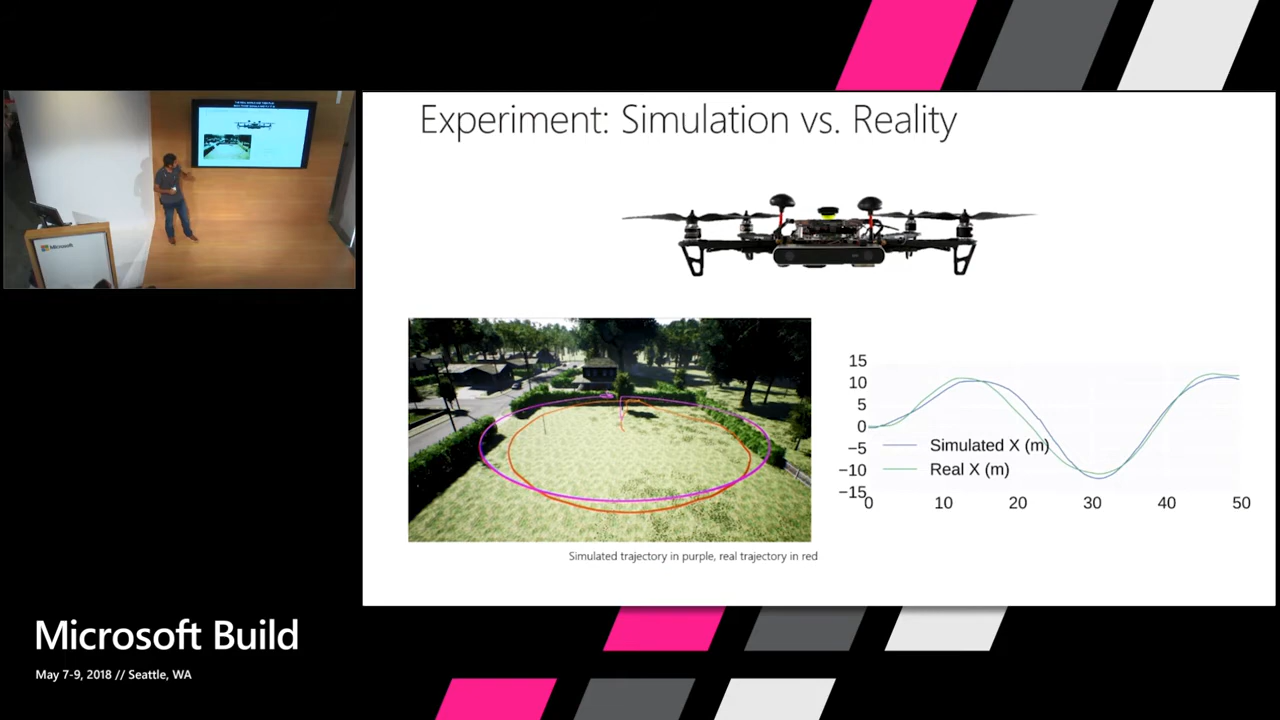 Experiment: Simulation vs. Reality
Microsoft
15
10
5
0
−5
−10
−15
Simulated X (m)
Real X (m)
0
10
20
30
40
50
Simulated trajectory in purple, real trajectory in red
Microsoft Build
May 7-9, 2018 // Seattle, WA